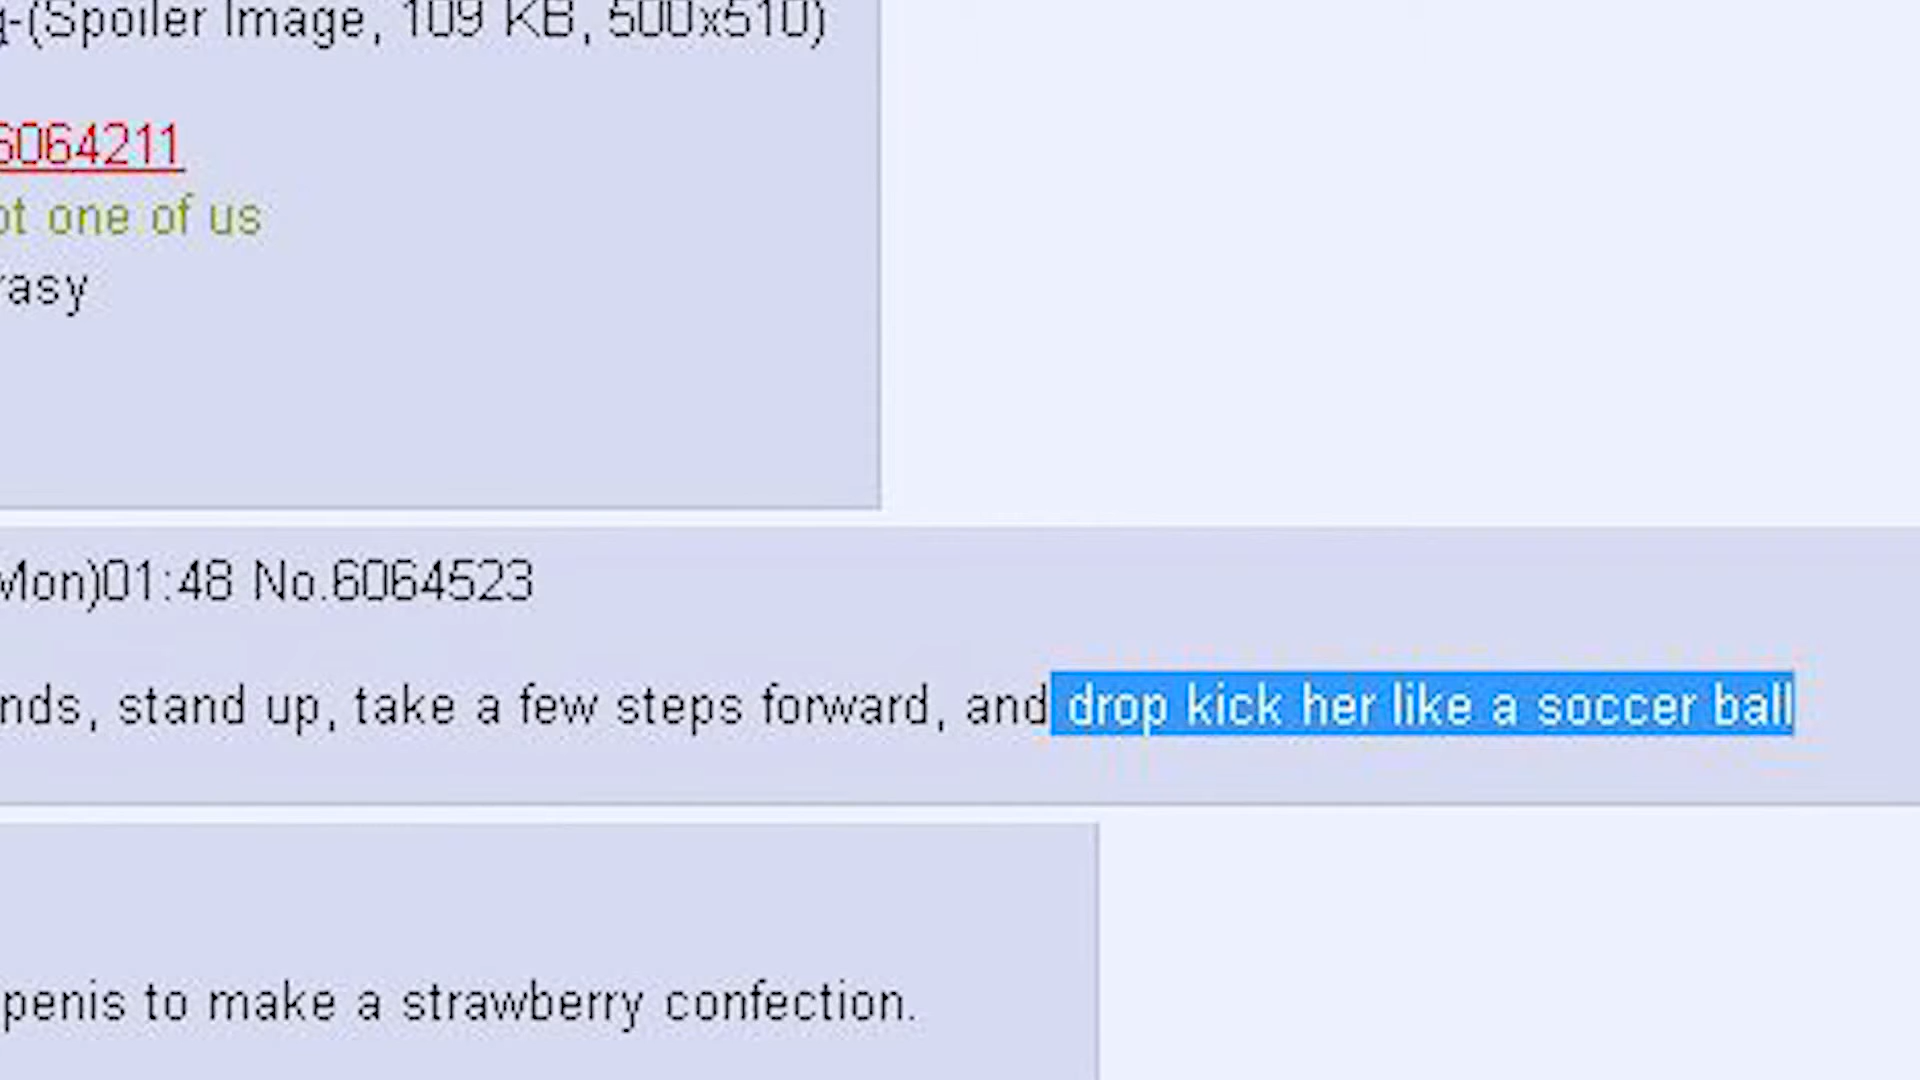 -(Spoiler Image, 109 KB, 500x510)
6064211
ot one of us
rasy
Mon)01:48 No.6064523
nds, stand up, take a few steps forward, and drop kick her like a soccer ball
penis to make a strawberry confection.